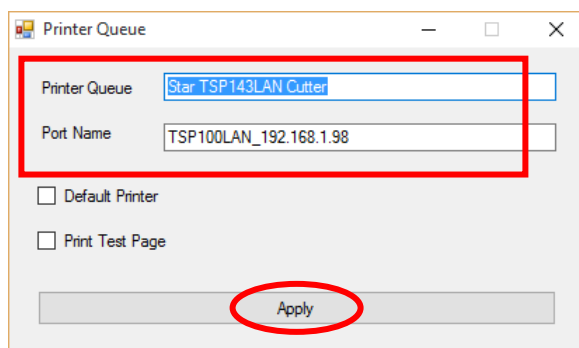 Printer Queue
Printer Queue Star TSP143LAN Cutter
Port Name TSP100LAN_192.168.1.98
Default Printer
Print Test Page
Apply